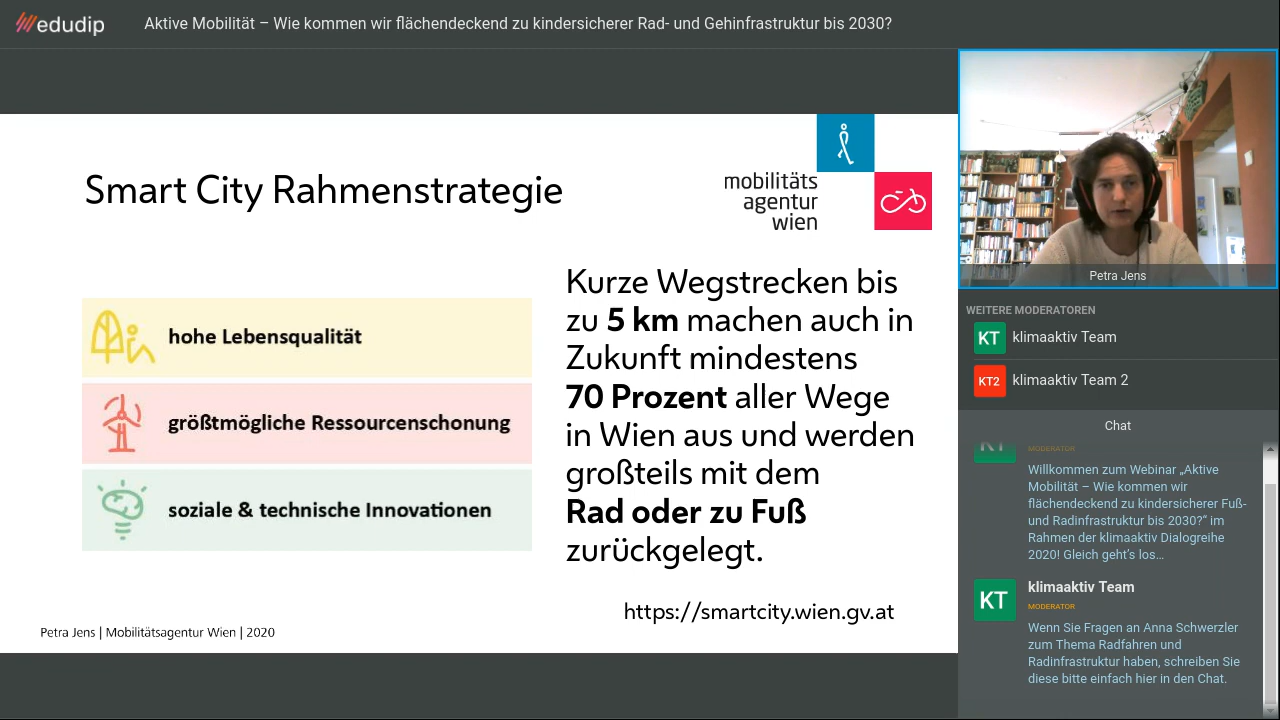 edudip
Aktive Mobilität – Wie kommen wir flächendeckend zu kindersicherer Rad- und Gehinfrastruktur bis 2030?
Smart City Rahmenstrategie
mobilitäts
agentur
wien
hohe Lebensqualität
größtmögliche Ressourcenschonung
soziale & technische Innovationen
Kurze Wegstrecken bis
zu 5 km machen auch in
Zukunft mindestens
70 Prozent aller Wege
in Wien aus und werden
großteils mit dem
Rad oder zu Fuß
zurückgelegt.
https://smartcity.wien.gv.at
Petra Jens | Mobilitätsagentur Wien | 2020
Petra Jens
WEITERE MODERATOREN
KT klimaaktiv Team
KT2 klimaaktiv Team 2
Chat
KT
MODERATOR
Willkommen zum Webinar „Aktive
Mobilität – Wie kommen wir
flächendeckend zu kindersicherer Fuß-
und Radinfrastruktur bis 2030?“ im
Rahmen der klimaaktiv Dialogreihe
2020! Gleich geht's los…
KT klimaaktiv Team
MODERATOR
Wenn Sie Fragen an Anna Schwerzler
zum Thema Radfahren und
Radinfrastruktur haben, schreiben Sie
diese bitte einfach hier in den Chat.